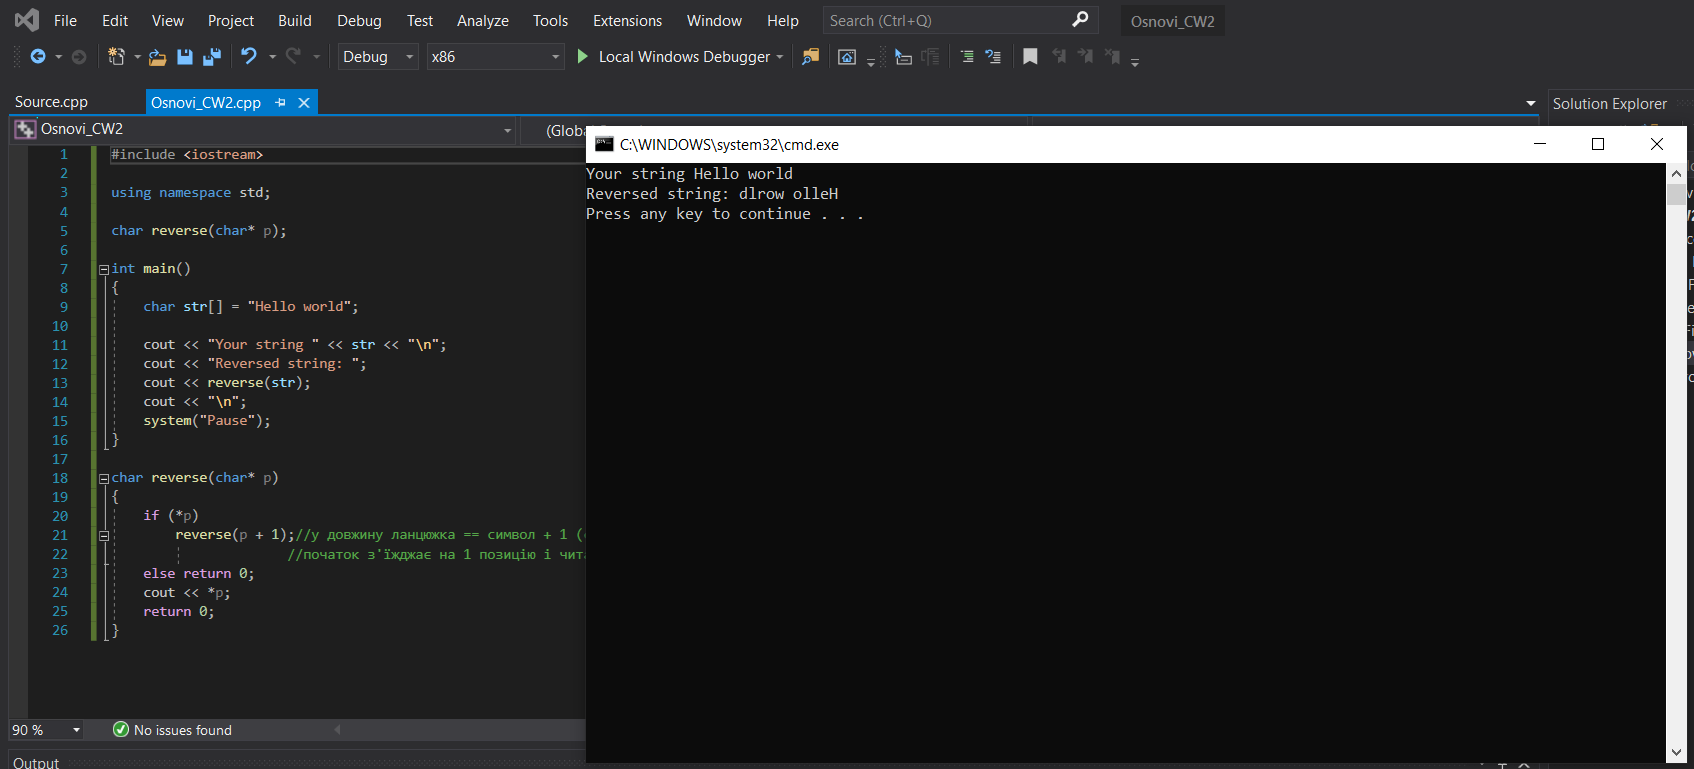 File Edit View Project Build Debug Test Analyze Tools Extensions Window Help Search (Ctrl+Q) Osnovi_CW2
Debug x86 Local Windows Debugger
Source.cpp Osnovi_CW2.cpp Solution Explorer
Osnovi_CW2 (Global
C:\WINDOWS\system32\cmd.exe
Your string Hello world
Reversed string: dlrow olleH
Press any key to continue . . .
1 #include <iostream>
2
3 using namespace std;
4
5 char reverse(char* p);
6
7 int main()
8 {
9 char str[] = "Hello world";
10
11 cout << "Your string " << str << "\n";
12 cout << "Reversed string: ";
13 cout << reverse(str);
14 cout << "\n";
15 system("Pause");
16 }
17
18 char reverse(char* p)
19 {
20 if (*p)
21 reverse(p + 1);//у довжину ланцюжка == символ + 1 (
22 //початок з'їжджає на 1 позицію і чита
23 else return 0;
24 cout << *p;
25 return 0;
26 }
90 % No issues found
Output